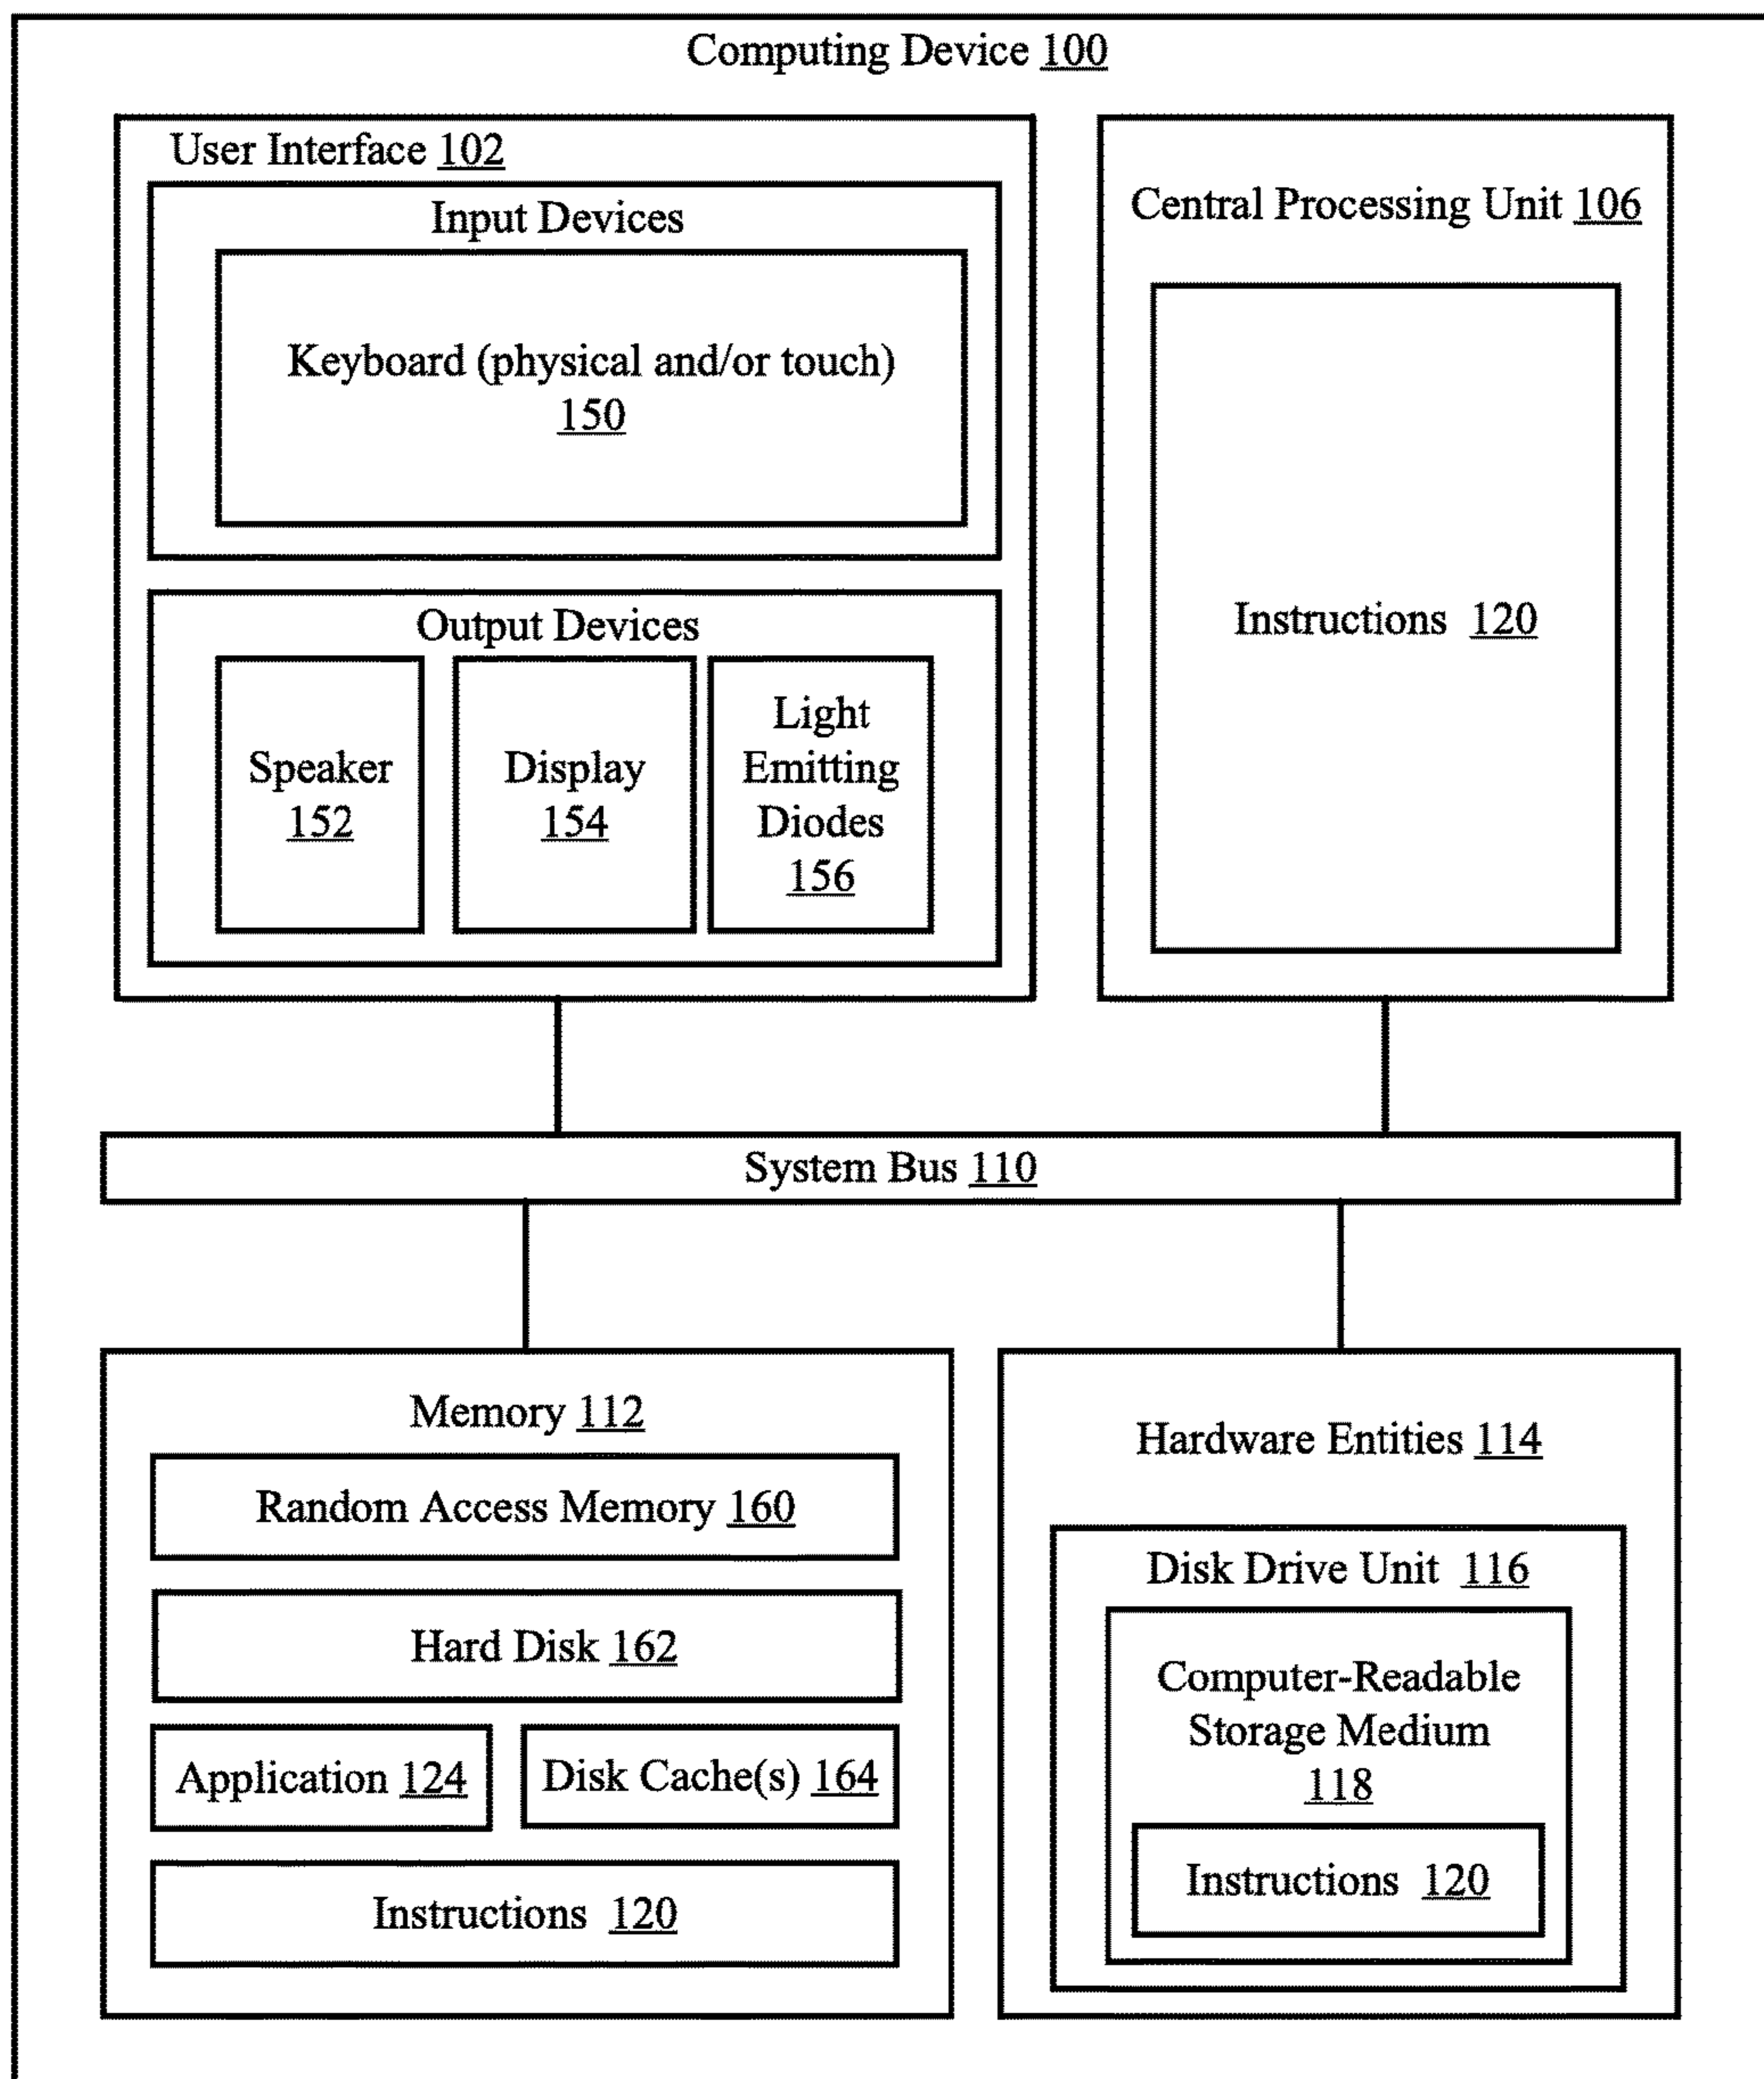 Computing Device 100
User Interface 102
Input Devices
Keyboard (physical and/or touch)
150
Output Devices
Speaker
152
Display
154
Light
Emitting
Diodes
156
Central Processing Unit 106
Instructions 120
System Bus 110
Memory 112
Random Access Memory 160
Hard Disk 162
Application 124
Disk Cache(s) 164
Instructions 120
Hardware Entities 114
Disk Drive Unit 116
Computer-Readable
Storage Medium
118
Instructions 120